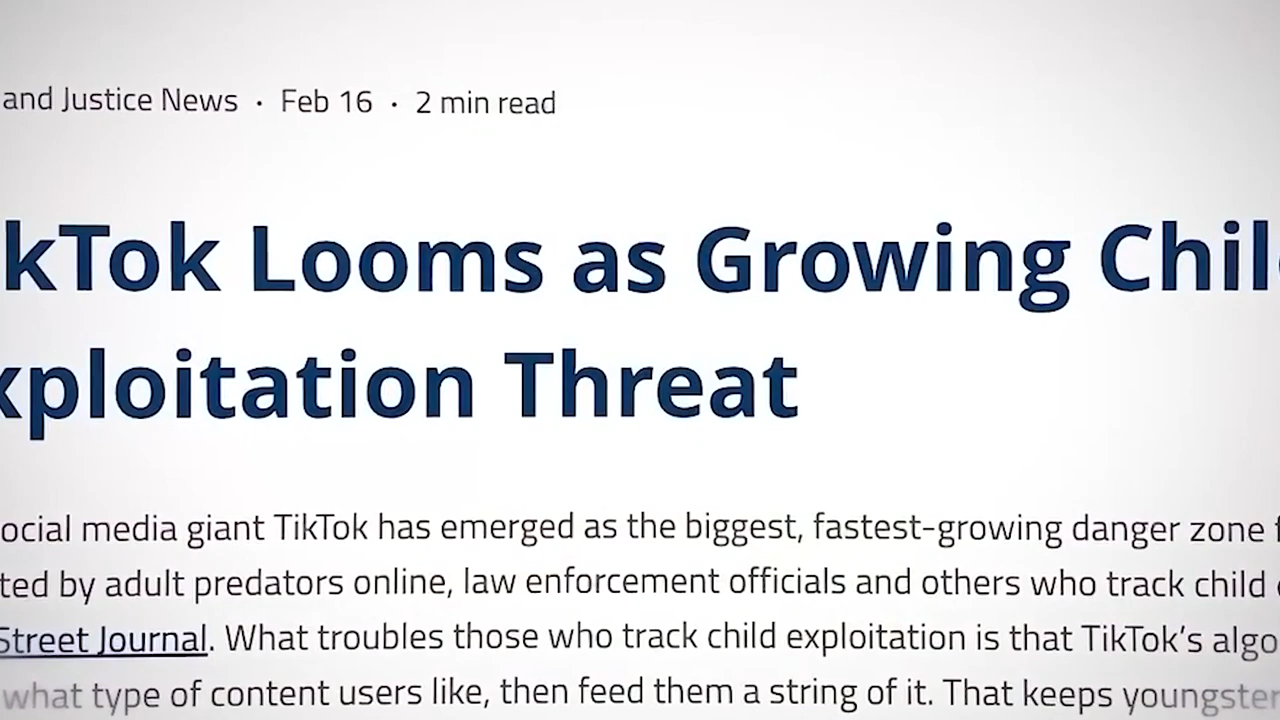 and Justice News · Feb 16 · 2 min read
kTok Looms as Growing Chil
xploitation Threat
ocial media giant TikTok has emerged as the biggest, fastest-growing danger zone f
ted by adult predators online, law enforcement officials and others who track child
Street Journal. What troubles those who track child exploitation is that TikTok's algo
what type of content users like, then feed them a string of it. That keeps youngster